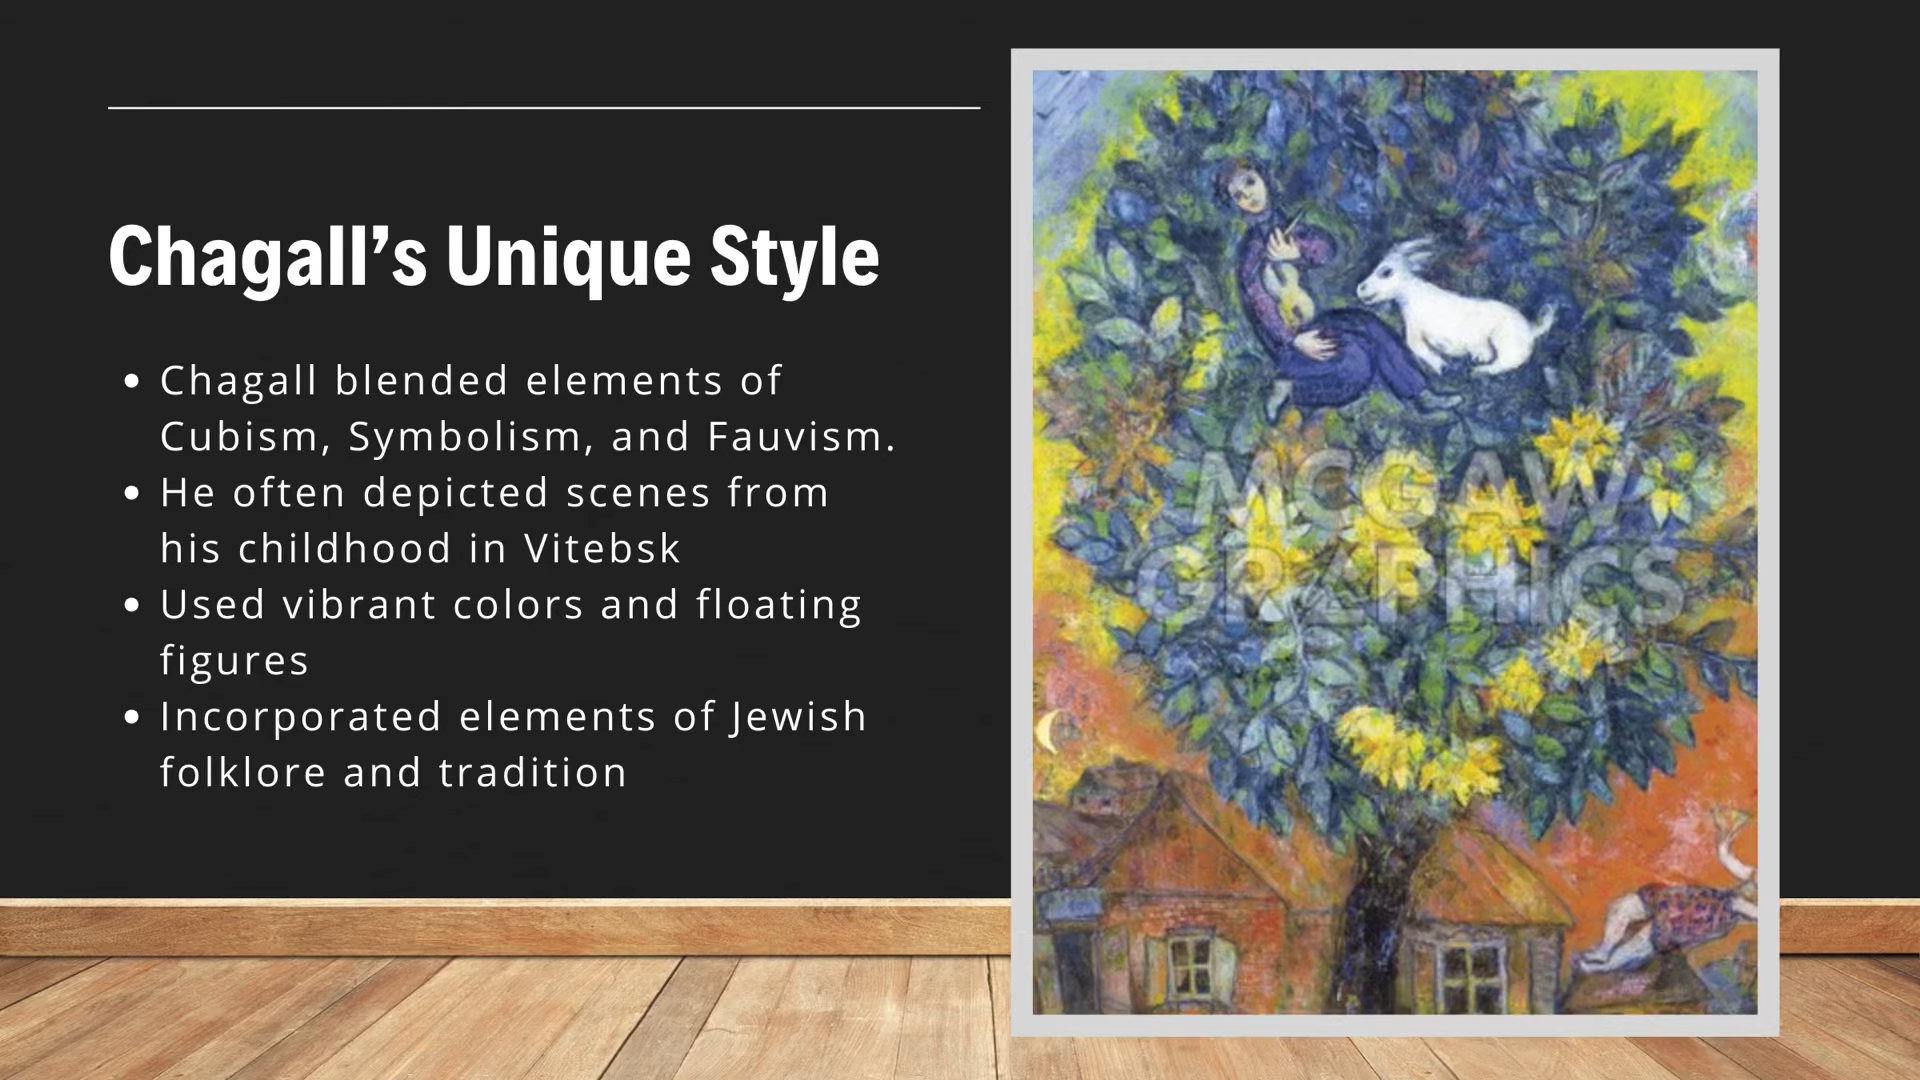 Chagall’s Unique Style
• Chagall blended elements of
Cubism, Symbolism, and Fauvism.
• He often depicted scenes from
his childhood in Vitebsk
• Used vibrant colors and floating
figures
• Incorporated elements of Jewish
folklore and tradition
MCGAW
GRAPHICS